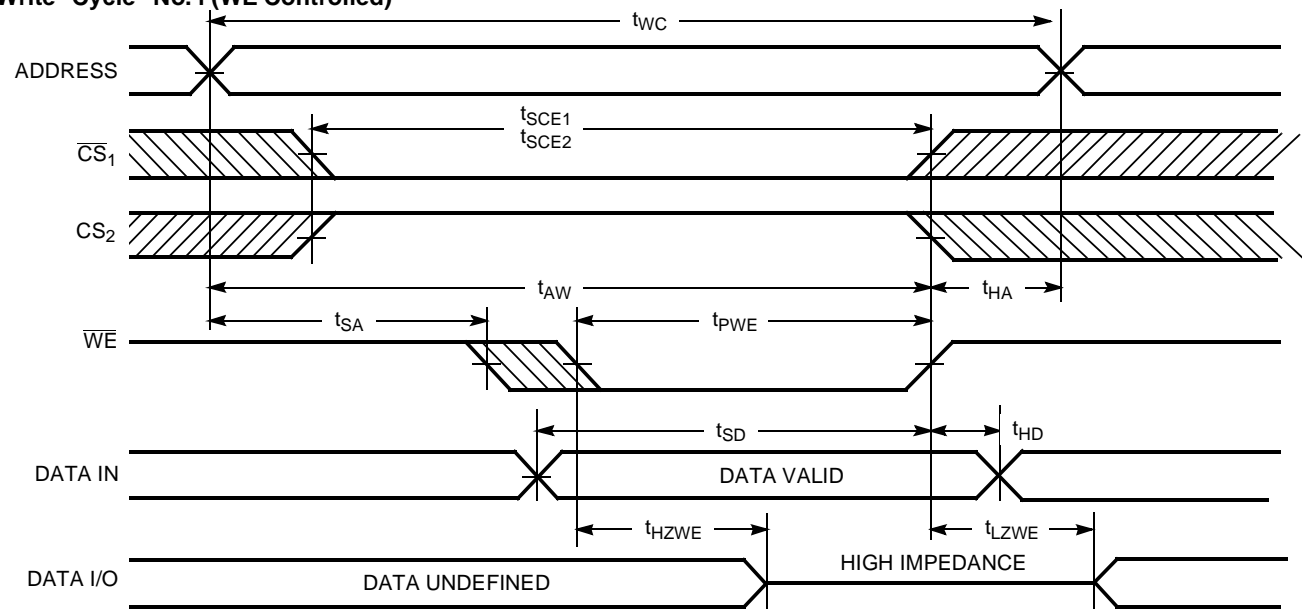 Write Cycle No.1 (WE Controlled)
tWC
ADDRESS
tSCE1
tSCE2
CS1
CS2
tAW
tHA
tSA
tPWE
WE
tSD
tHD
DATA IN
DATA VALID
tHZWE
tLZWE
HIGH IMPEDANCE
DATA I/O
DATA UNDEFINED